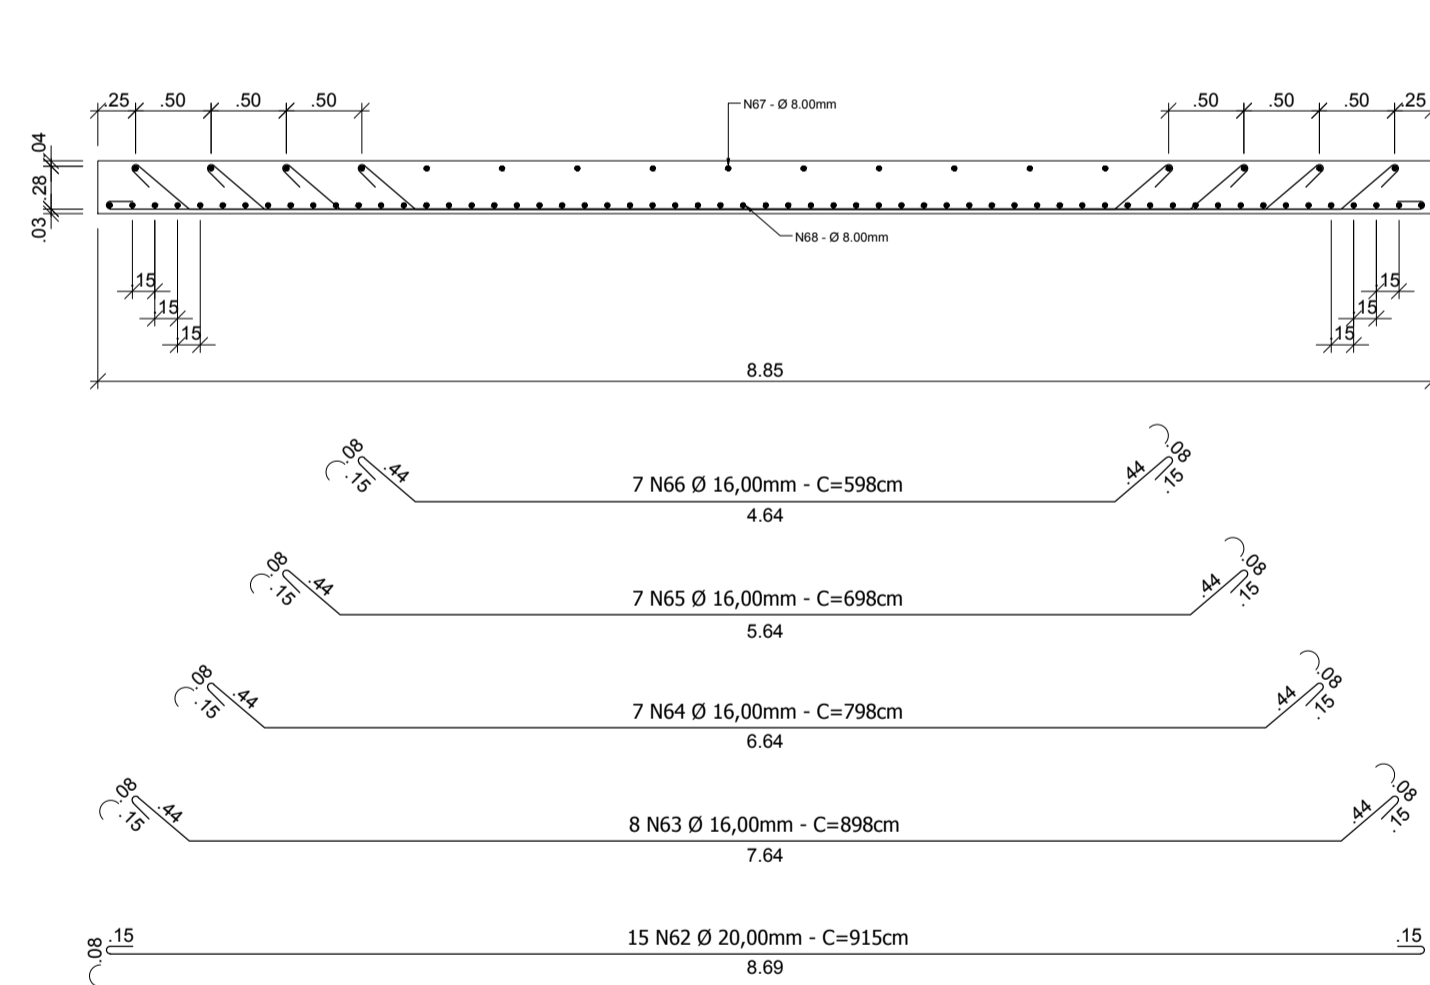 N67 - Ø 8.00mm
.25 .50 .50 .50 .50 .50 .50 .25
.04
.28
.03
N68 - Ø 8.00mm
.15 .15
.15 .15
.15 .15
8.85
.08 .44 .15 7 N66 Ø 16,00mm - C=598cm .44 .08 .15
4.64
.08 .44 .15 7 N65 Ø 16,00mm - C=698cm .44 .08 .15
5.64
.08 .44 .15 7 N64 Ø 16,00mm - C=798cm .44 .08 .15
6.64
.08 .44 .15 8 N63 Ø 16,00mm - C=898cm .44 .08 .15
7.64
.08 .15 15 N62 Ø 20,00mm - C=915cm .15
8.69